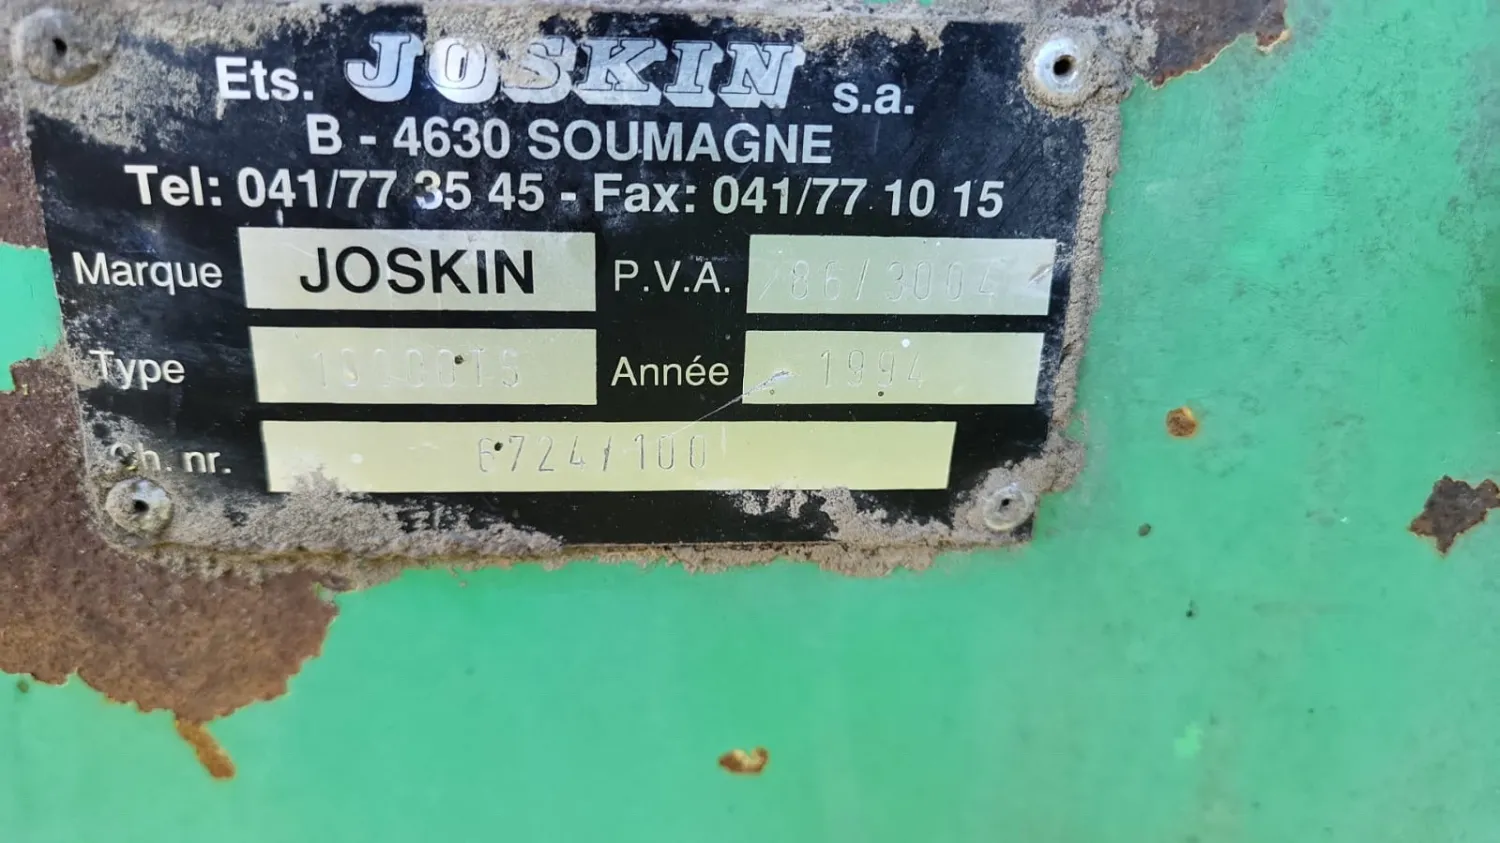 Ets. JOSKIN s.a.
B - 4630 SOUMAGNE
Tel: 041/77 35 45 - Fax: 041/77 10 15
Marque JOSKIN P.V.A. 86/3004
Type Année 1994
Ch. nr. 6724/100